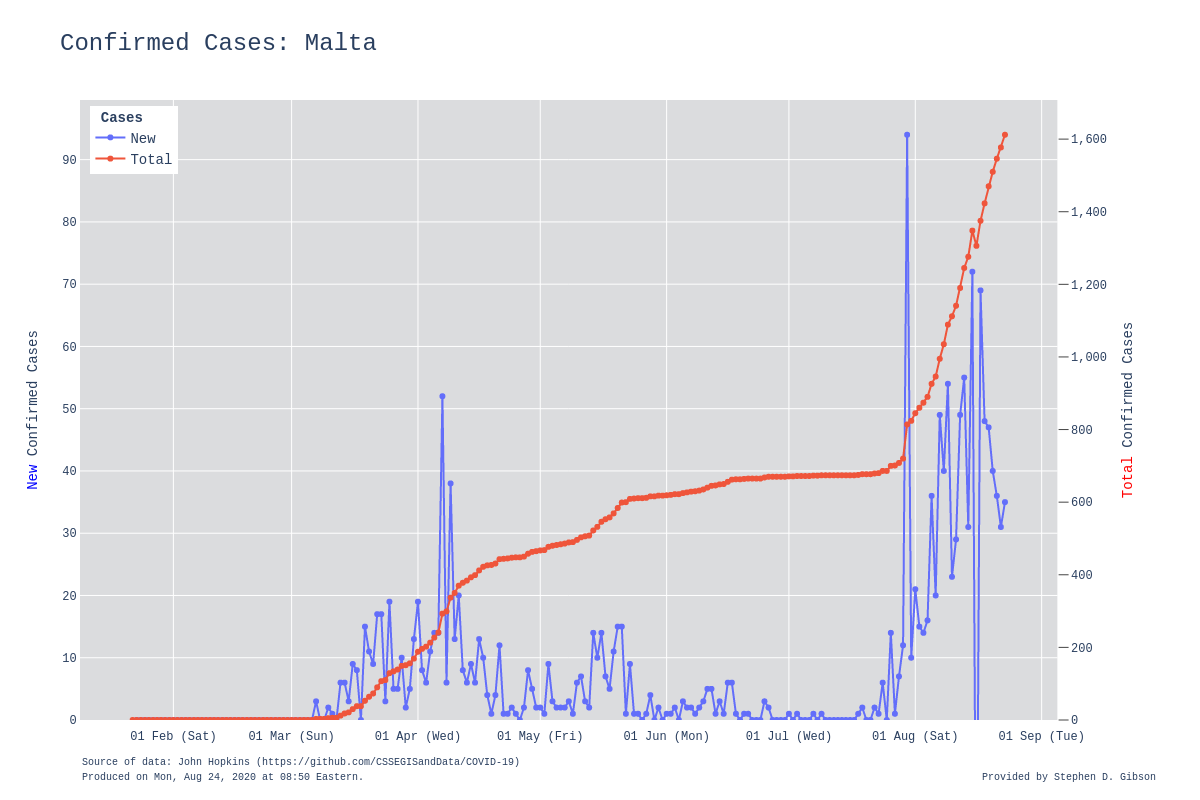 Confirmed Cases: Malta
Cases
New
Total
90
80
70
60
50
40
30
20
10
0
New Confirmed Cases
1,600
1,400
1,200
1,000
800
600
400
200
0
Total Confirmed Cases
01 Feb (Sat) 01 Mar (Sun) 01 Apr (Wed) 01 May (Fri) 01 Jun (Mon) 01 Jul (Wed) 01 Aug (Sat) 01 Sep (Tue)
Source of data: John Hopkins (https://github.com/CSSEGISandData/COVID-19)
Produced on Mon, Aug 24, 2020 at 08:50 Eastern.
Provided by Stephen D. Gibson